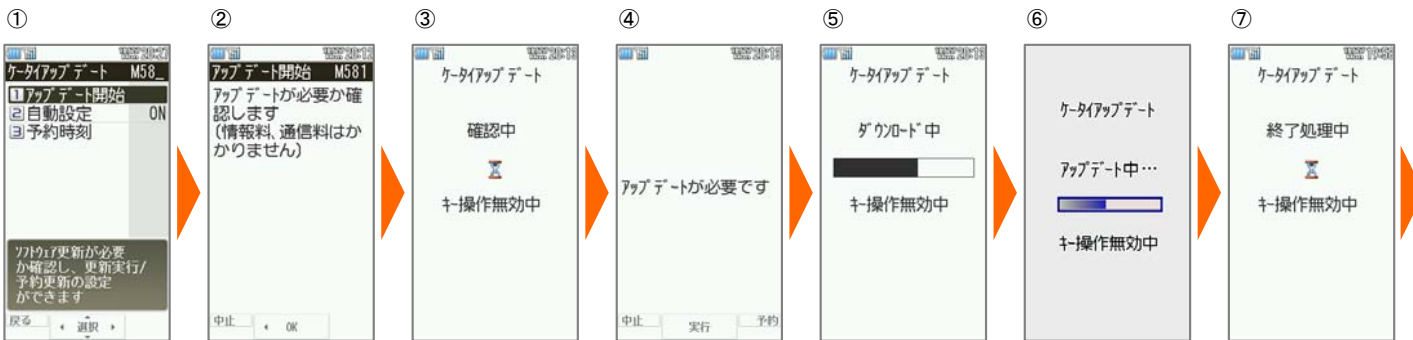 ①
20:27
ケータイアップデート M58_
1アップデート開始
2自動設定 ON
3予約時刻
ソフトウェア更新が必要
か確認し、更新実行/
予約更新の設定
ができます
戻る 選択
②
アップデート開始 M581
アップデートが必要か確
認します
(情報料、通信料はか
かりません)
中止 OK
③
ケータイアップデート
確認中
キー操作無効中
④
アップデートが必要です
中止 実行 予約
⑤
ケータイアップデート
ダウンロード中
キー操作無効中
⑥
ケータイアップデート
アップデート中…
キー操作無効中
⑦
ケータイアップデート
終了処理中
キー操作無効中